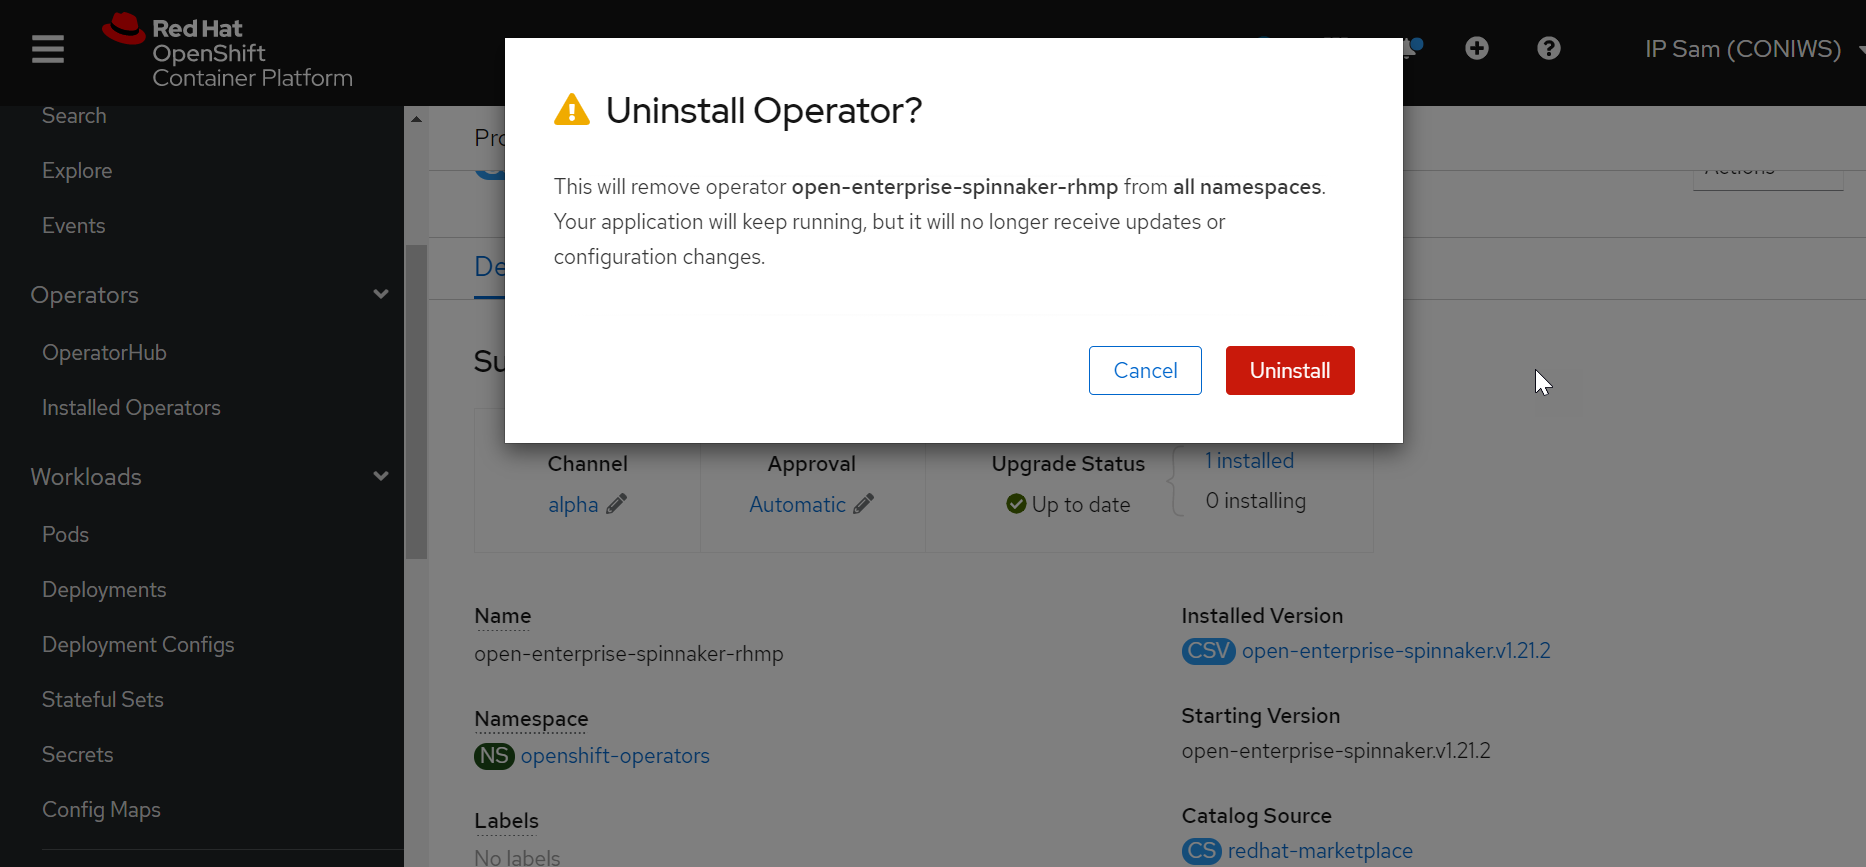 Red Hat
OpenShift
Container Platform
IP Sam (CONIWS)
Search
Explore
Events
Operators
OperatorHub
Installed Operators
Workloads
Pods
Deployments
Deployment Configs
Stateful Sets
Secrets
Config Maps
Uninstall Operator?
This will remove operator open-enterprise-spinnaker-rhmp from all namespaces.
Your application will keep running, but it will no longer receive updates or
configuration changes.
Cancel
Uninstall
Channel
alpha
Approval
Automatic
Upgrade Status
Up to date
1 installed
0 installing
Name
open-enterprise-spinnaker-rhmp
Namespace
NS openshift-operators
Labels
No labels
Installed Version
CSV open-enterprise-spinnaker.v1.21.2
Starting Version
open-enterprise-spinnaker.v1.21.2
Catalog Source
CS redhat-marketplace